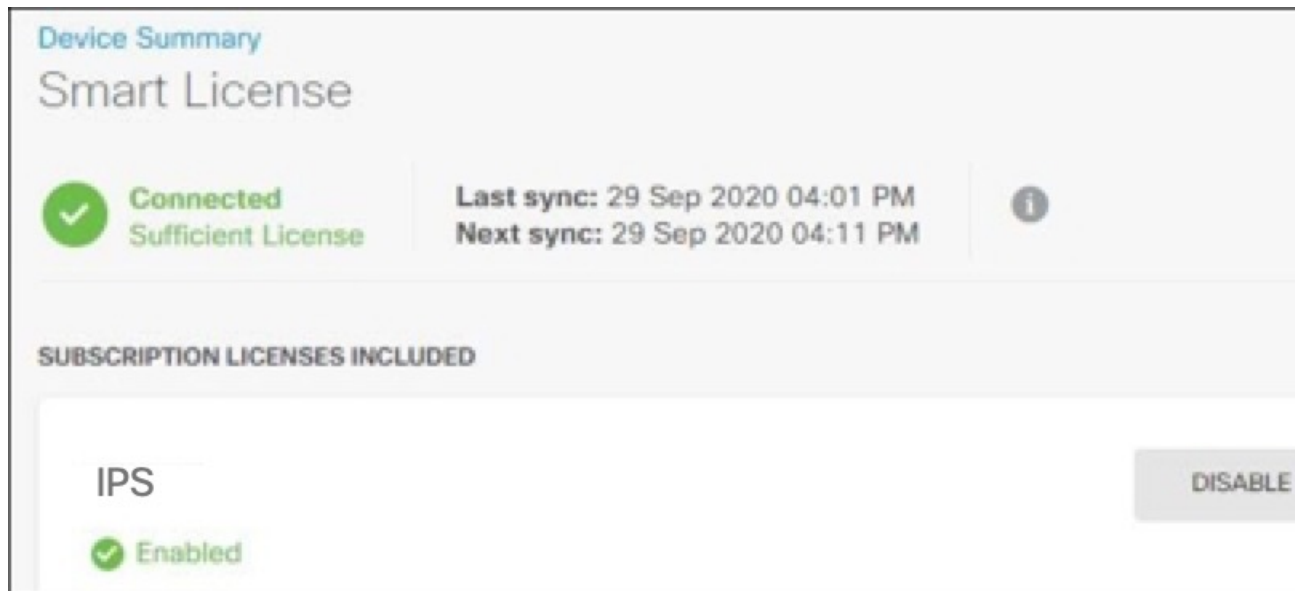 Device Summary
Smart License
Connected
Sufficient License
Last sync: 29 Sep 2020 04:01 PM
Next sync: 29 Sep 2020 04:11 PM
SUBSCRIPTION LICENSES INCLUDED
IPS
DISABLE
Enabled